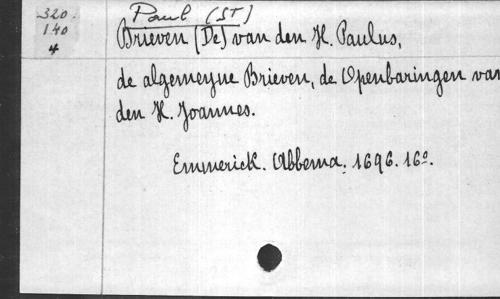 320.
140
4
Paul (ST)
Brieven (De) van den H. Paulus,
de algemeyne Brieven, de Openbaringen van
den H. Joannes.
Emmerick. Abbema. 1696. 16º.